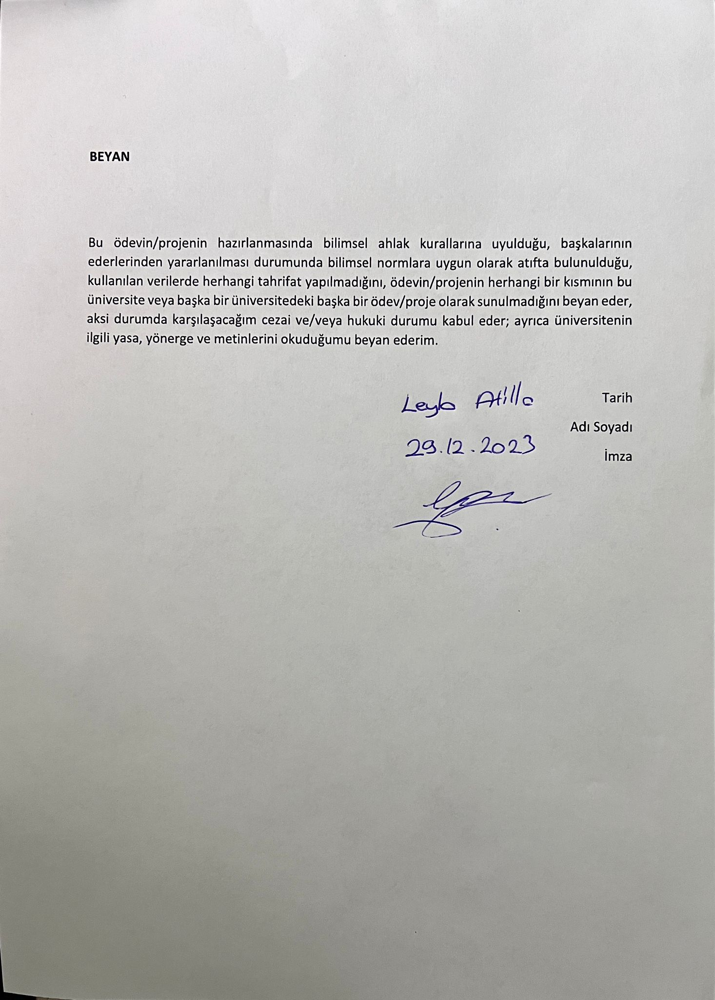 BEYAN
Bu ödevin/projenin hazırlanmasında bilimsel ahlak kurallarına uyulduğu, başkalarının
ederlerinden yararlanılması durumunda bilimsel normlara uygun olarak atıfta bulunulduğu,
kullanılan verilerde herhangi tahrifat yapılmadığını, ödevin/projenin herhangi bir kısmının bu
üniversite veya başka bir üniversitedeki başka bir ödev/proje olarak sunulmadığını beyan eder,
aksi durumda karşılaşacağım cezai ve/veya hukuki durumu kabul eder; ayrıca üniversitenin
ilgili yasa, yönerge ve metinlerini okuduğumu beyan ederim.
Leyla Atilla Tarih
Adı Soyadı
29.12.2023
İmza